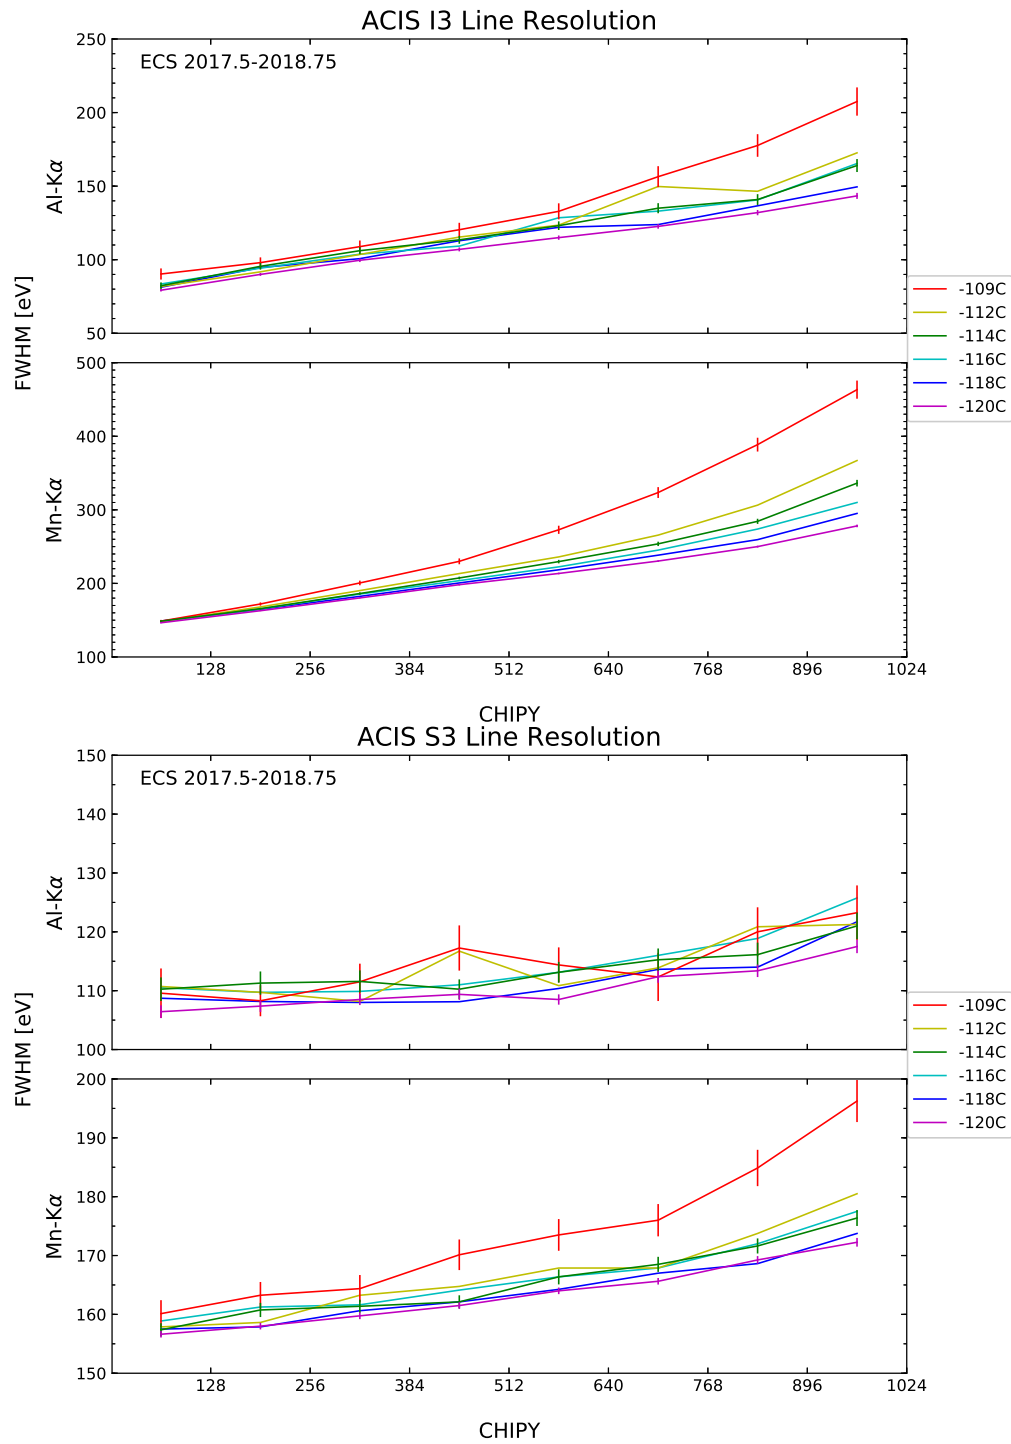 ACIS I3 Line Resolution
ECS 2017.5-2018.75
250
200
150
100
50
Al-Kα
FWHM [eV]
500
400
300
200
100
Mn-Kα
128 256 384 512 640 768 896 1024
CHIPY
-109C
-112C
-114C
-116C
-118C
-120C
ACIS S3 Line Resolution
ECS 2017.5-2018.75
150
140
130
120
110
100
Al-Kα
FWHM [eV]
200
190
180
170
160
150
Mn-Kα
128 256 384 512 640 768 896 1024
CHIPY
-109C
-112C
-114C
-116C
-118C
-120C